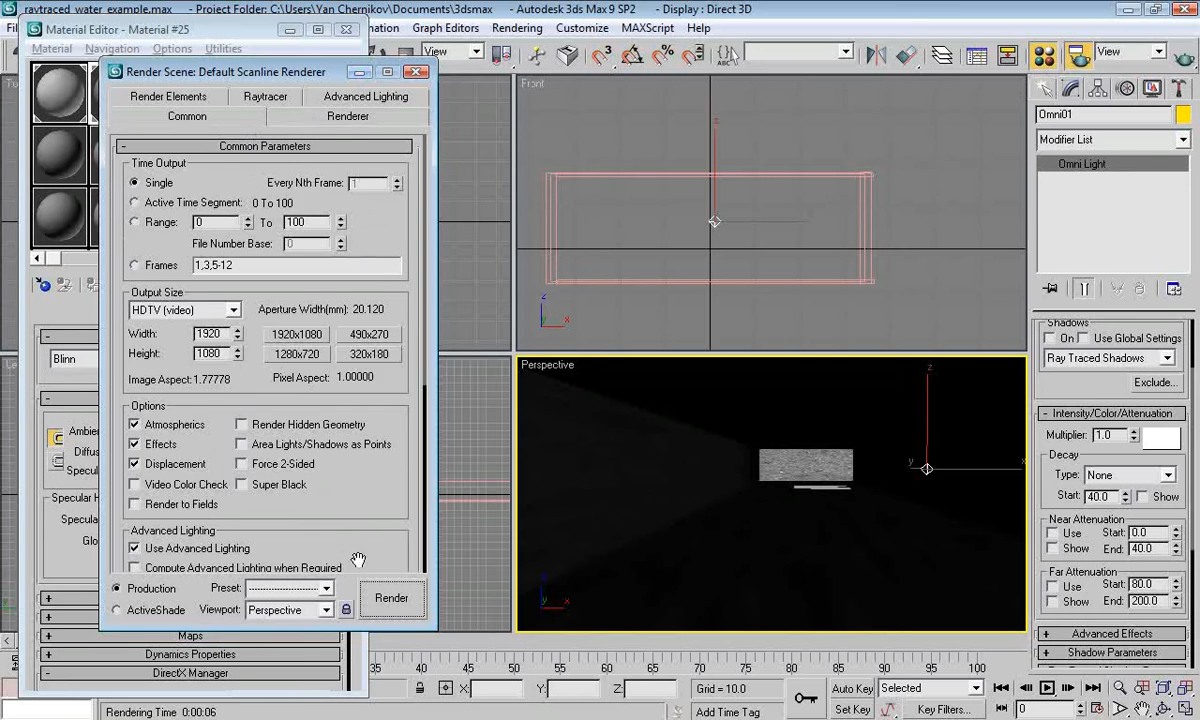 raytraced_water_example.max - Project Folder: C:\Users\Yan Chernikov\Documents\3dsmax - Autodesk 3ds Max 9 SP2 - Display : Direct 3D
Material Editor - Material #25
Animation Graph Editors Rendering Customize MAXScript Help
Material Navigation Options Utilities
View
View
Render Scene: Default Scanline Renderer
Render Elements Raytracer Advanced Lighting
Common Renderer
Common Parameters
Time Output
Single Every Nth Frame: 1
Active Time Segment: 0 To 100
Range: 0 To 100
File Number Base: 0
Frames 1,3,5-12
Output Size
HDTV (video) Aperture Width(mm): 20.120
Width: 1920 1920x1080 490x270
Height: 1080 1280x720 320x180
Image Aspect: 1.77778 Pixel Aspect: 1.00000
Options
Atmospherics Render Hidden Geometry
Effects Area Lights/Shadows as Points
Displacement Force 2-Sided
Video Color Check Super Black
Render to Fields
Advanced Lighting
Use Advanced Lighting
Compute Advanced Lighting when Required
Production Preset: --------------------
ActiveShade Viewport: Perspective
Render
Blinn
Ambie
Diffus
Specul
Specular H
Specula
Glo
Maps
Dynamics Properties
DirectX Manager
Front
z
x
z
x
Perspective
z
y
x
z
y
x
Omni01
Modifier List
Omni Light
Shadows
On Use Global Settings
Ray Traced Shadows
Exclude...
Intensity/Color/Attenuation
Multiplier: 1.0
Decay
Type: None
Start: 40.0 Show
Near Attenuation
Use Start: 0.0
Show End: 40.0
Far Attenuation
Use Start: 80.0
Show End: 200.0
Advanced Effects
Shadow Parameters
35 40 45 50 55 60 65 70 75 80 85 90 95 100
X: Y: Z: Grid = 10.0
Auto Key Selected
Rendering Time 0:00:06
Add Time Tag
Set Key Key Filters...
0